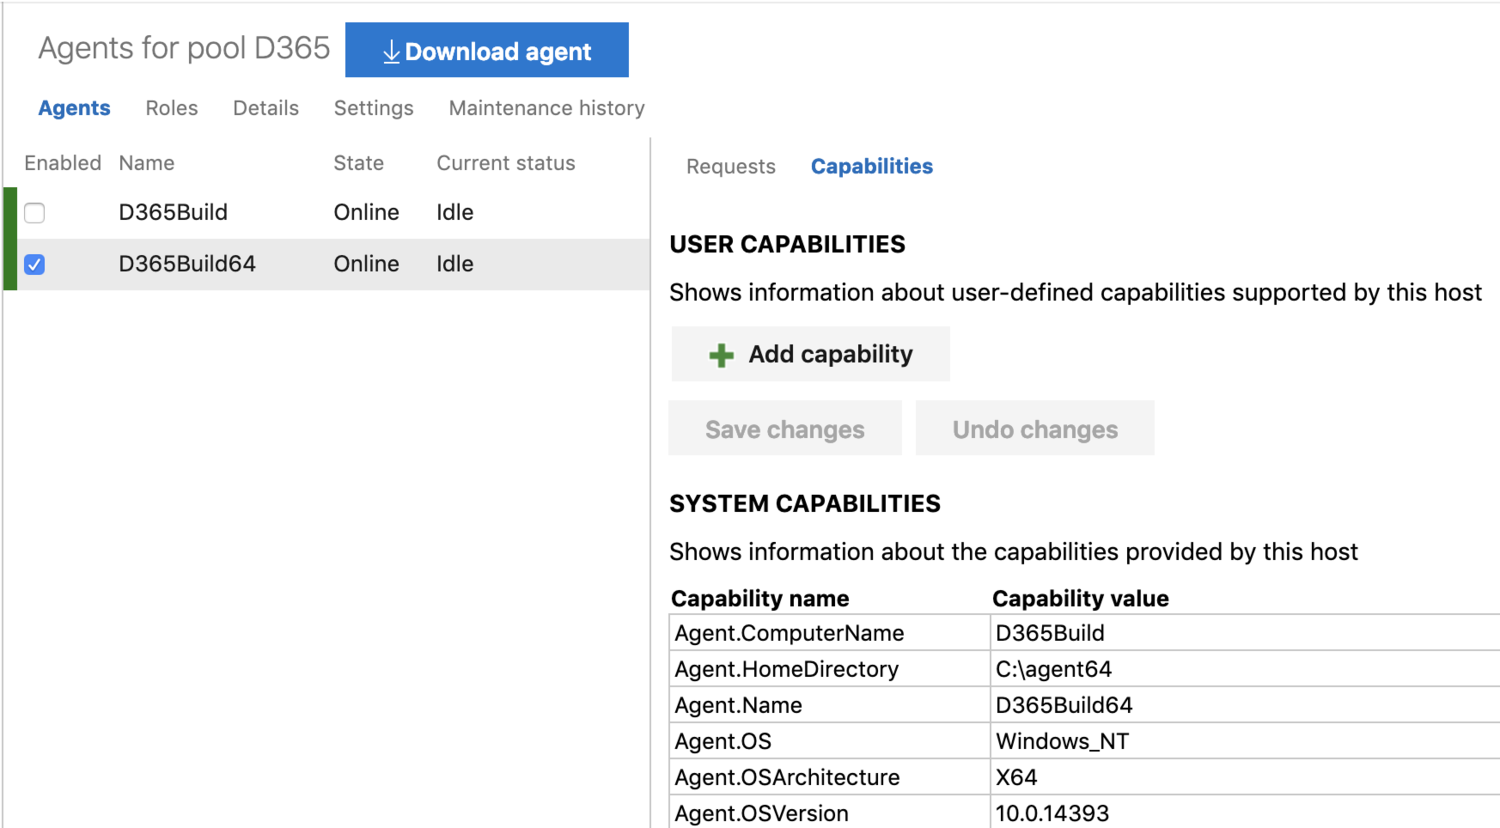 Agents for pool D365
Download agent
Agents Roles Details Settings Maintenance history
Enabled Name State Current status
D365Build Online Idle
D365Build64 Online Idle
Requests Capabilities
USER CAPABILITIES
Shows information about user-defined capabilities supported by this host
Add capability
Save changes Undo changes
SYSTEM CAPABILITIES
Shows information about the capabilities provided by this host
Capability name Capability value
Agent.ComputerName D365Build
Agent.HomeDirectory C:\agent64
Agent.Name D365Build64
Agent.OS Windows_NT
Agent.OSArchitecture X64
Agent.OSVersion 10.0.14393